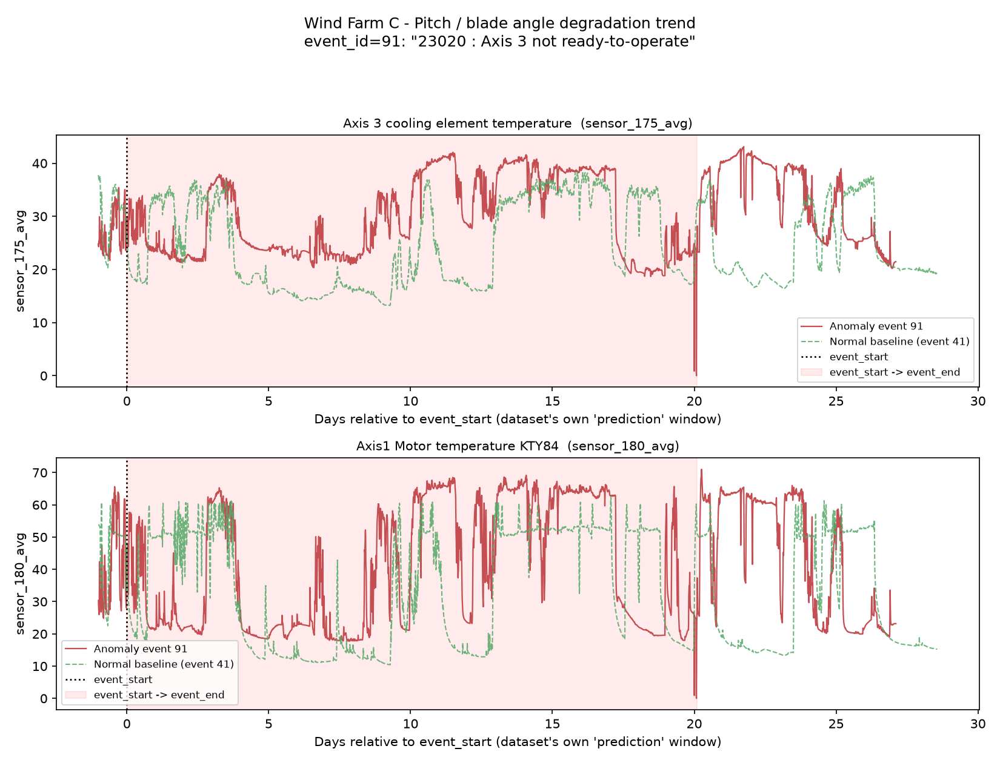 Wind Farm C - Pitch / blade angle degradation trend
event_id=91: "23020 : Axis 3 not ready-to-operate"
Axis 3 cooling element temperature  (sensor_175_avg)
sensor_175_avg
40
30
20
10
0
Anomaly event 91
Normal baseline (event 41)
event_start
event_start -> event_end
0 5 10 15 20 25 30
Days relative to event_start (dataset's own 'prediction' window)
Axis1 Motor temperature KTY84  (sensor_180_avg)
sensor_180_avg
70
60
50
40
30
20
10
0
Anomaly event 91
Normal baseline (event 41)
event_start
event_start -> event_end
0 5 10 15 20 25 30
Days relative to event_start (dataset's own 'prediction' window)